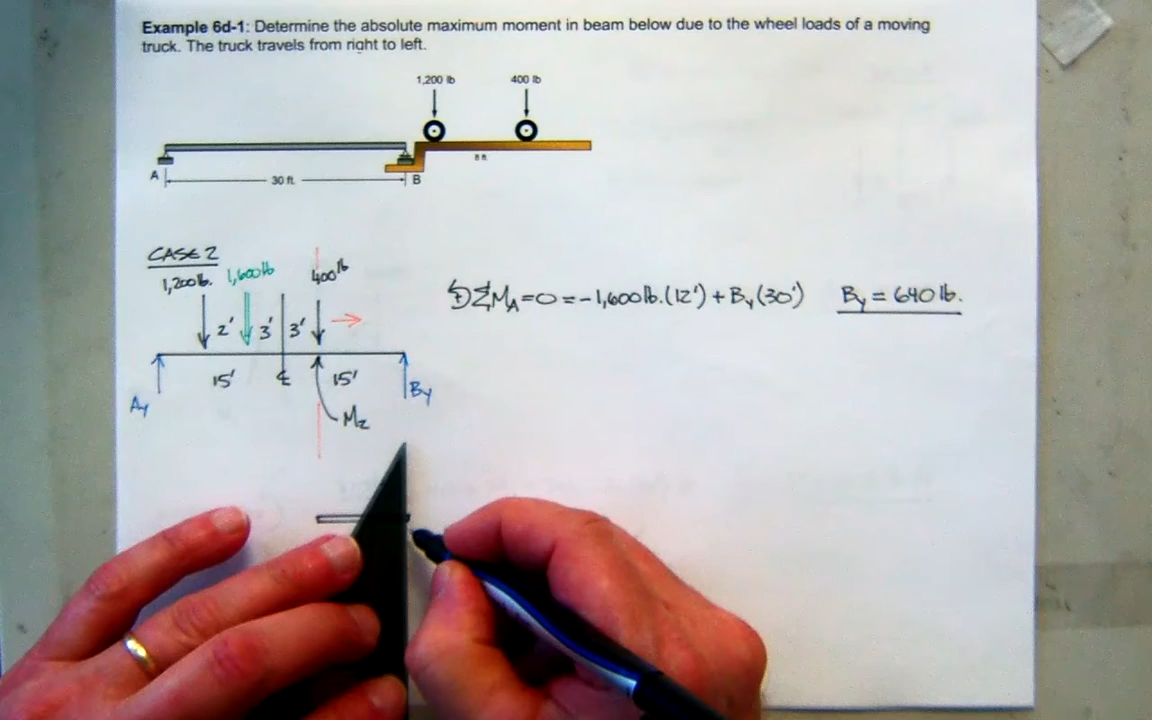 Example 6d-1: Determine the absolute maximum moment in beam below due to the wheel loads of a moving
truck. The truck travels from right to left.
1,200 lb 400 lb
8 ft
A 30 ft. B
CASE 2
1,200lb. 1,600lb 400lb
2' 3' 3'
15' ℄ 15'
Ay By
M2
↺ΣMA=0=-1,600lb.(12')+By(30') By=640lb.